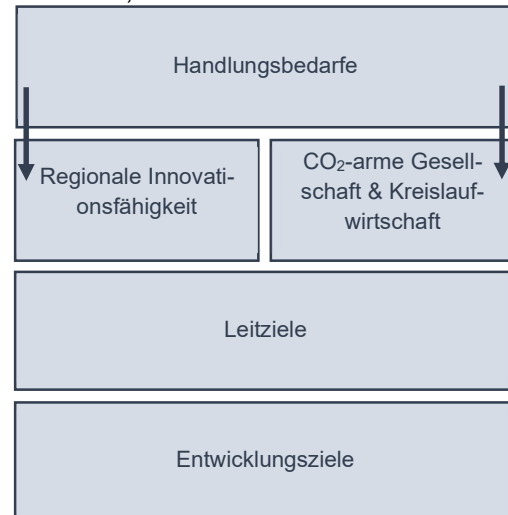 Handlungsbedarfe
Regionale Innovati-
onsfähigkeit
CO₂-arme Gesell-
schaft & Kreislauf-
wirtschaft
Leitziele
Entwicklungsziele